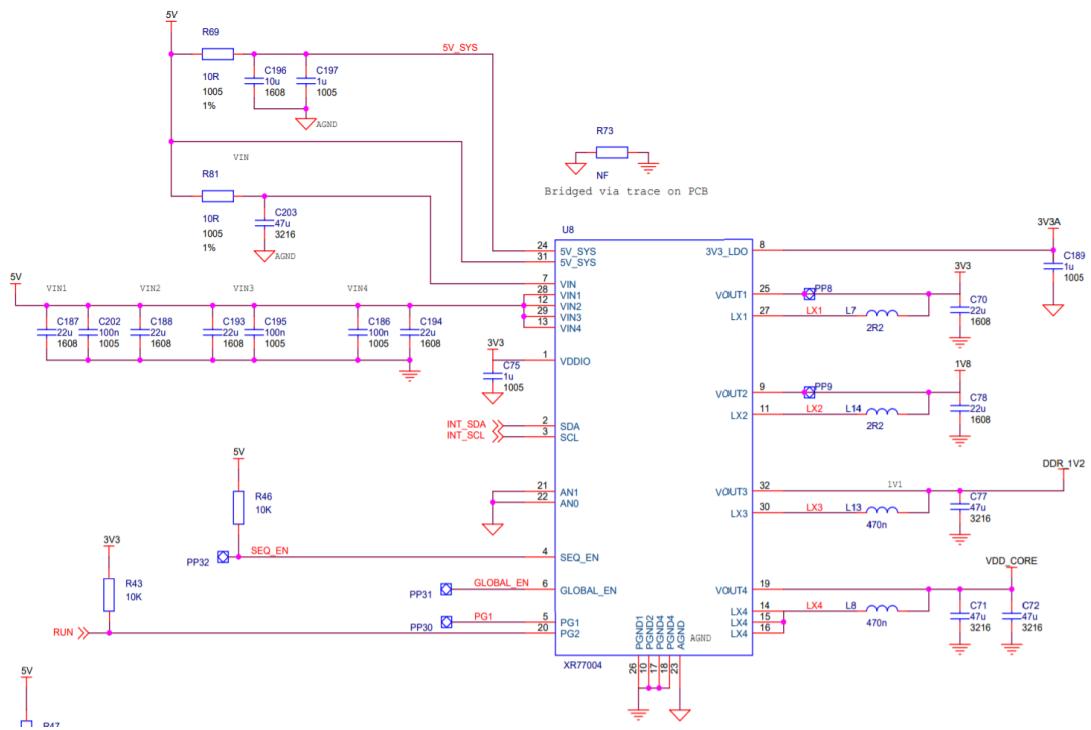 5V
R69
10R
1005
1%
C196
10u
1608
C197
1u
1005
5V_SYS
AGND
VIN
R81
10R
1005
1%
C203
47u
3216
AGND
R73
NF
Bridged via trace on PCB
5V
VIN1
VIN2
VIN3
VIN4
C187
22u
1608
C202
100n
1005
C188
22u
1608
C193
22u
1608
C195
100n
1005
C186
100n
1005
C194
22u
1608
3V3
C75
1u
1005
INT_SDA
INT_SCL
5V
R46
10K
SEQ_EN
PP32
3V3
R43
10K
GLOBAL_EN
PP31
PG1
PP30
RUN
5V
R47
U8
24 5V_SYS
31 5V_SYS
7 VIN
28 VIN1
12 VIN2
29 VIN3
13 VIN4
1 VDDIO
2 SDA
3 SCL
21 AN1
22 AN0
4 SEQ_EN
6 GLOBAL_EN
5 PG1
20 PG2
3V3_LDO 8
VOUT1 25
LX1 27
VOUT2 9
LX2 11
VOUT3 32
LX3 30
VOUT4 19
LX4 14
LX4 15
LX4 16
PGND1 26
PGND2 10
PGND4 17
PGND4 18
AGND 23
AGND
XR77004
3V3A
C189
1u
1005
PP8
3V3
LX1
L7
2R2
C70
22u
1608
PP9
1V8
LX2
L14
2R2
C78
22u
1608
DDR_1V2
1V1
LX3
L13
470n
C77
47u
3216
VDD_CORE
LX4
L8
470n
C71
47u
3216
C72
47u
3216